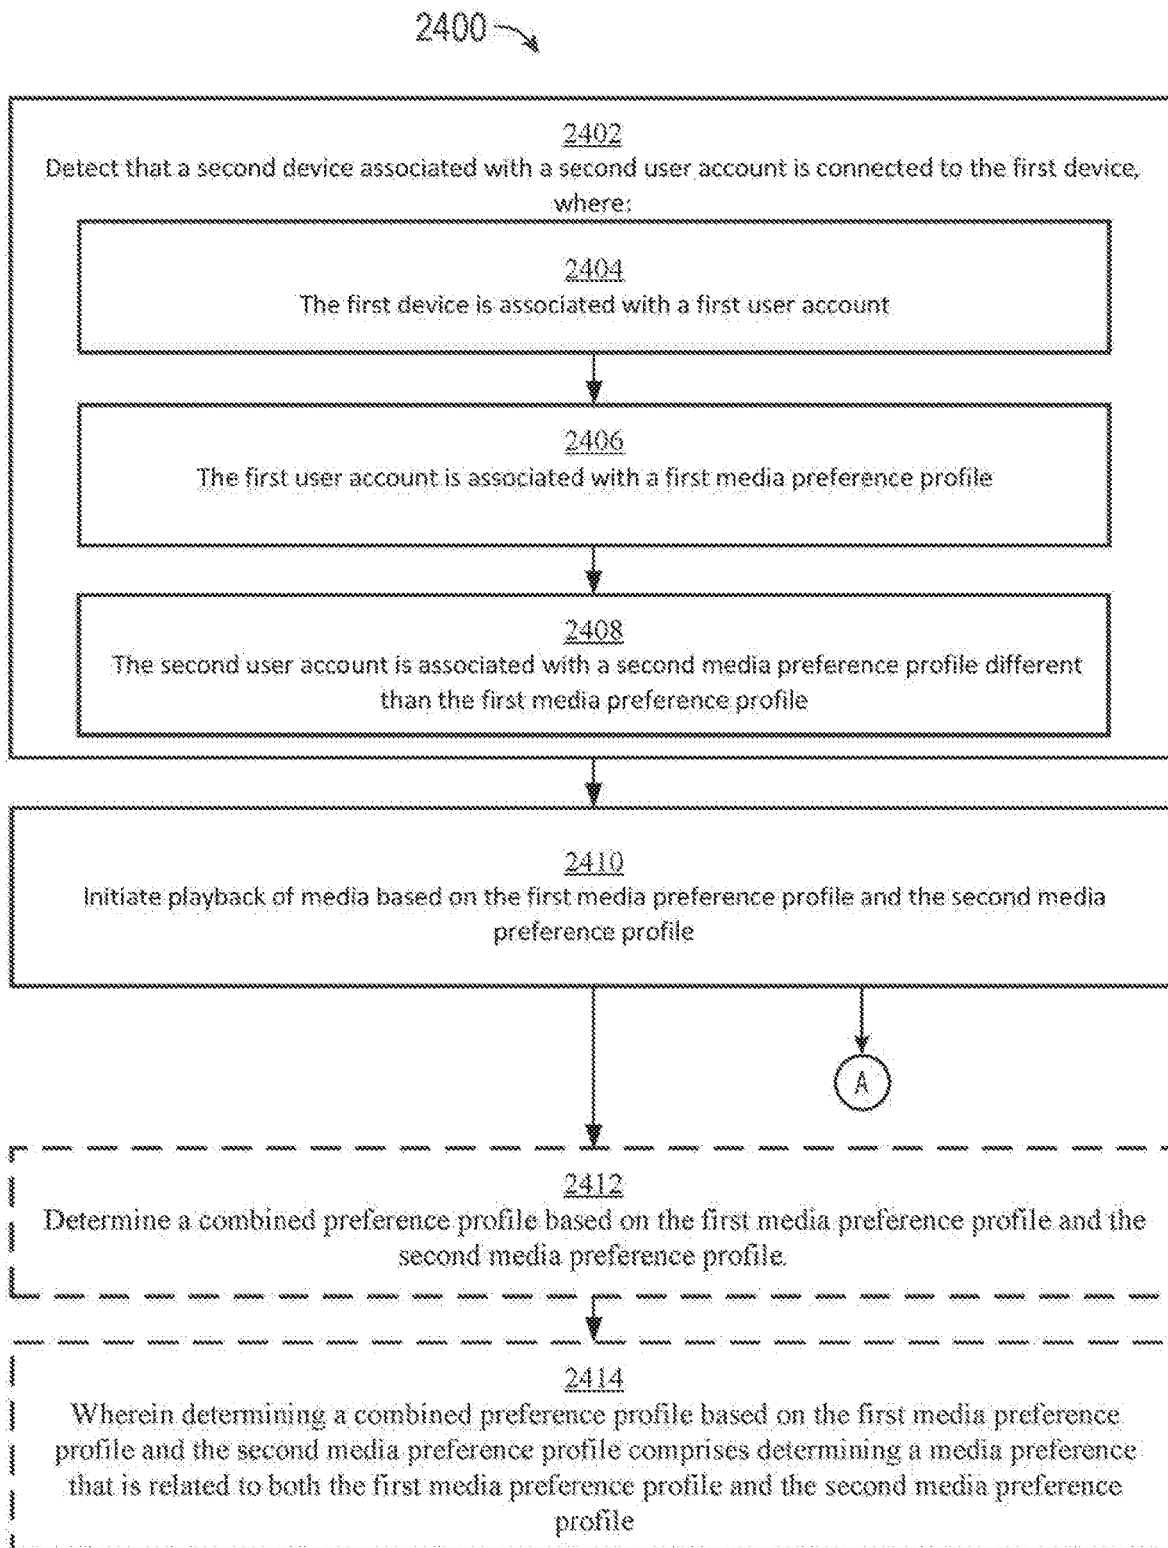 2400
2402
Detect that a second device associated with a second user account is connected to the first device,
where:
2404
The first device is associated with a first user account
2406
The first user account is associated with a first media preference profile
2408
The second user account is associated with a second media preference profile different
than the first media preference profile
2410
Initiate playback of media based on the first media preference profile and the second media
preference profile
A
2412
Determine a combined preference profile based on the first media preference profile and the
second media preference profile.
2414
Wherein determining a combined preference profile based on the first media preference
profile and the second media preference profile comprises determining a media preference
that is related to both the first media preference profile and the second media preference
profile